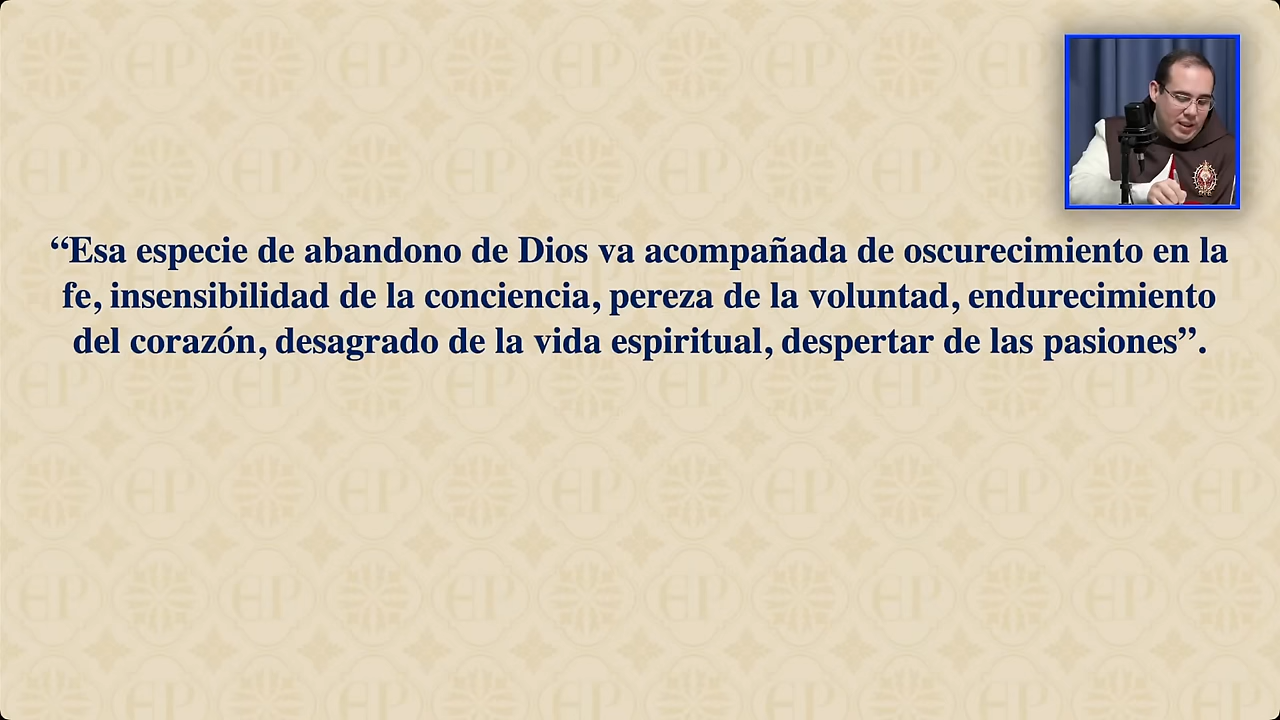 “Esa especie de abandono de Dios va acompañada de oscurecimiento en la
fe, insensibilidad de la conciencia, pereza de la voluntad, endurecimiento
del corazón, desagrado de la vida espiritual, despertar de las pasiones”.